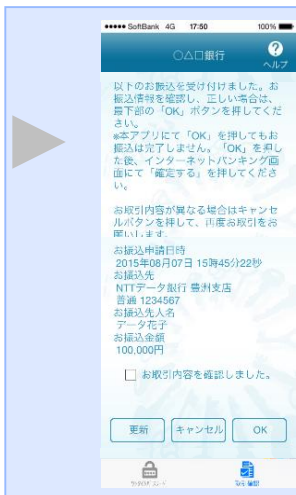 SoftBank 4G 17:50 100%
○△□銀行
?
ヘルプ
以下のお振込を受け付けました。お
振込情報を確認し、正しい場合は、
最下部の「OK」ボタンを押してくだ
さい。
※本アプリにて「OK」を押してもお
振込は完了しません。「OK」を押し
た後、インターネットバンキング画
面にて「確定する」を押してくださ
い。
お取引内容が異なる場合はキャンセ
ルボタンを押して、再度お取引をお
願いします。
お振込申請日時
2015年08月07日 15時45分22秒
お振込先
NTTデータ銀行 豊洲支店
普通 1234567
お振込先人名
データ花子
お振込金額
100,000円
お取引内容を確認しました。
更新 キャンセル OK
取引確認